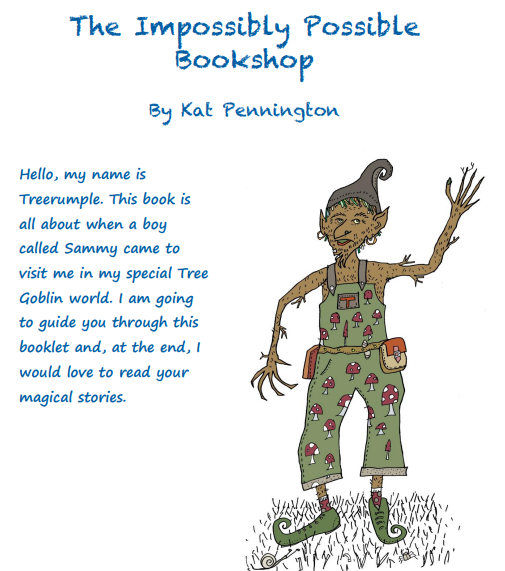 The Impossibly Possible
Bookshop
By Kat Pennington
Hello, my name is
Treerumple. This book is
all about when a boy
called Sammy came to
visit me in my special Tree
Goblin world. I am going
to guide you through this
booklet and, at the end, I
would love to read your
magical stories.